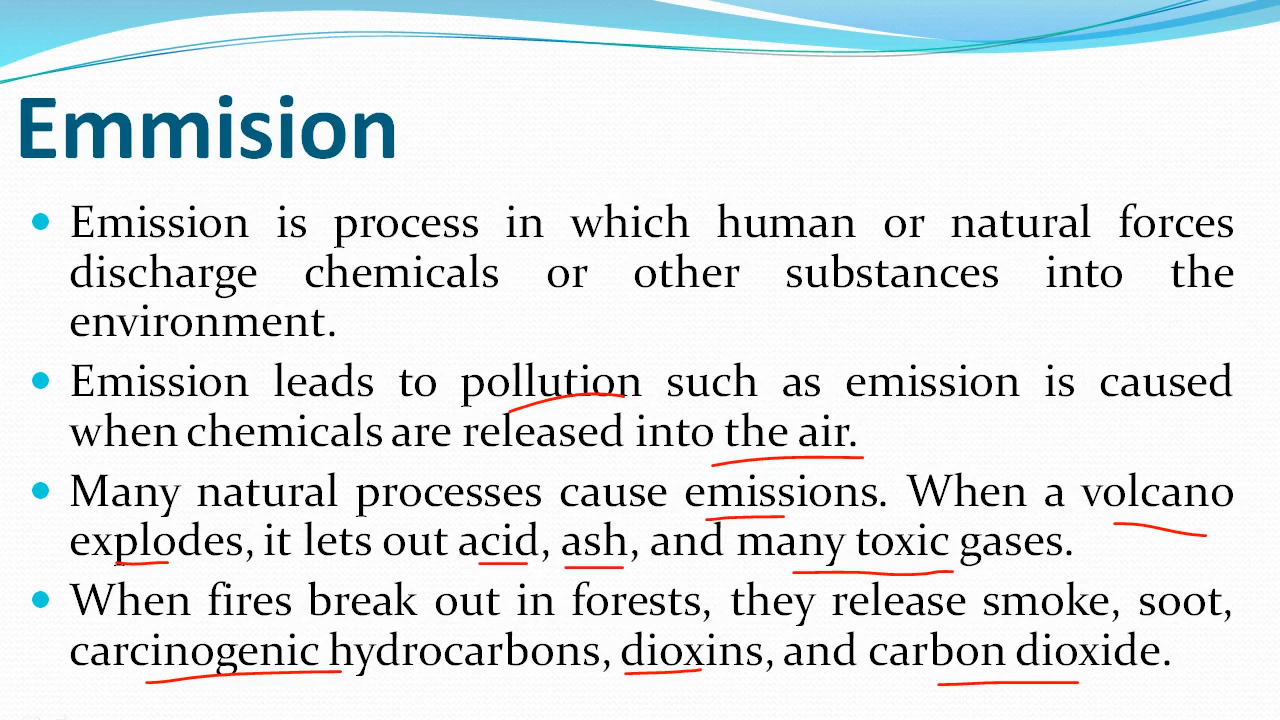 Emmision
• Emission is process in which human or natural forces
discharge chemicals or other substances into the
environment.
• Emission leads to pollution such as emission is caused
when chemicals are released into the air.
• Many natural processes cause emissions. When a volcano
explodes, it lets out acid, ash, and many toxic gases.
• When fires break out in forests, they release smoke, soot,
carcinogenic hydrocarbons, dioxins, and carbon dioxide.